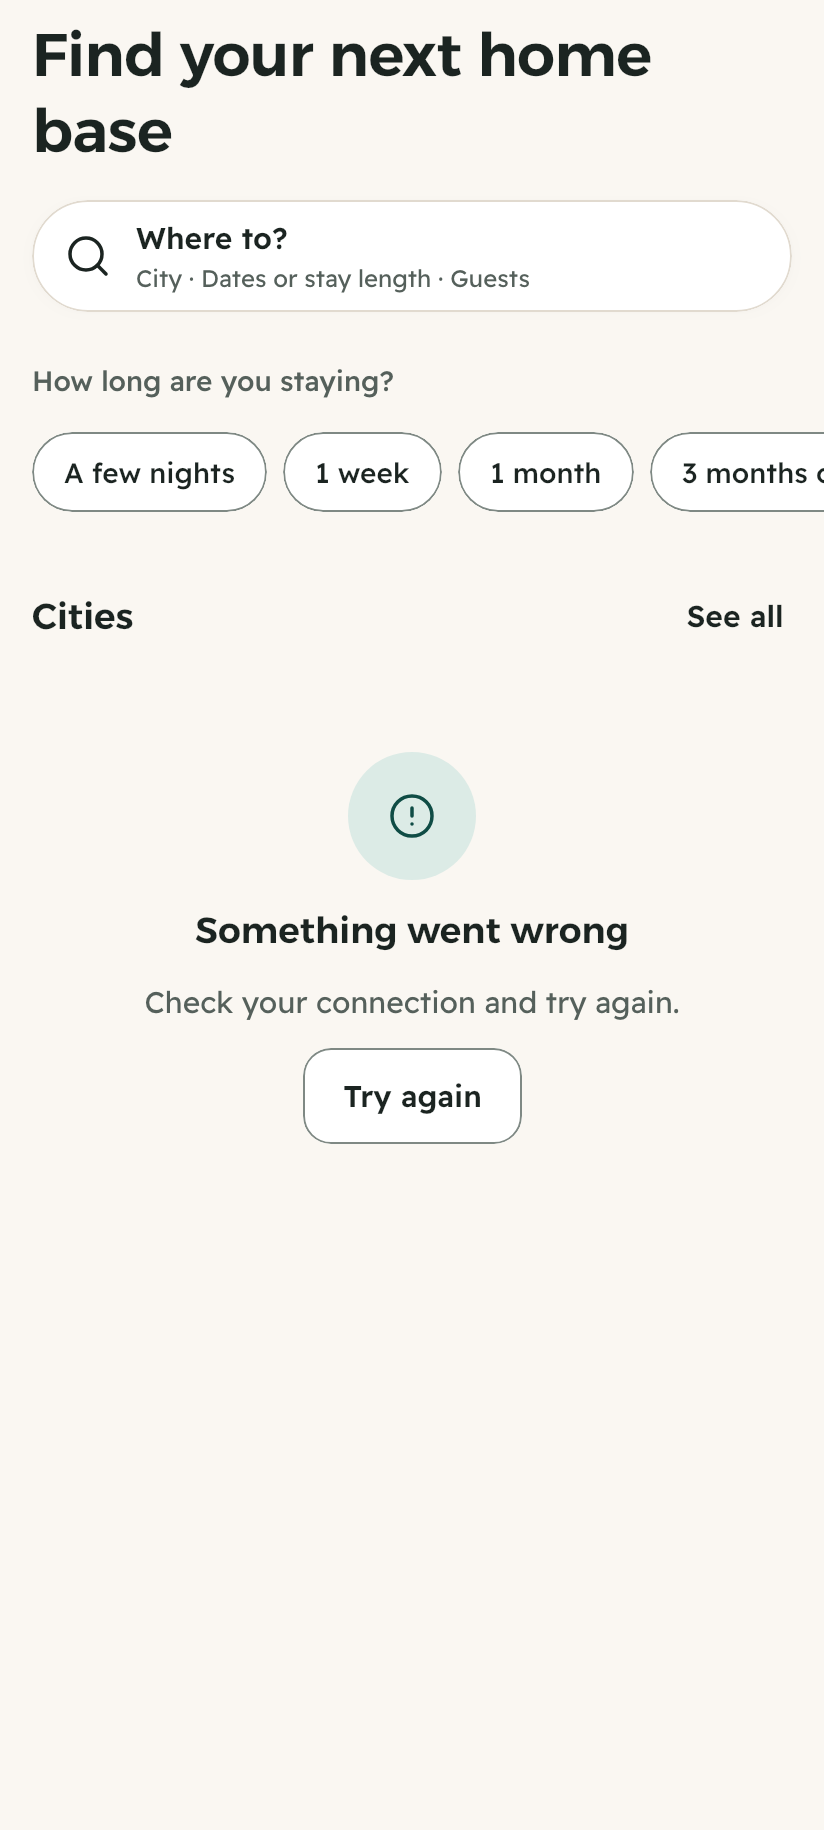 Find your next home
base
Where to?
City · Dates or stay length · Guests
How long are you staying?
A few nights
1 week
1 month
3 months
Cities
See all
Something went wrong
Check your connection and try again.
Try again